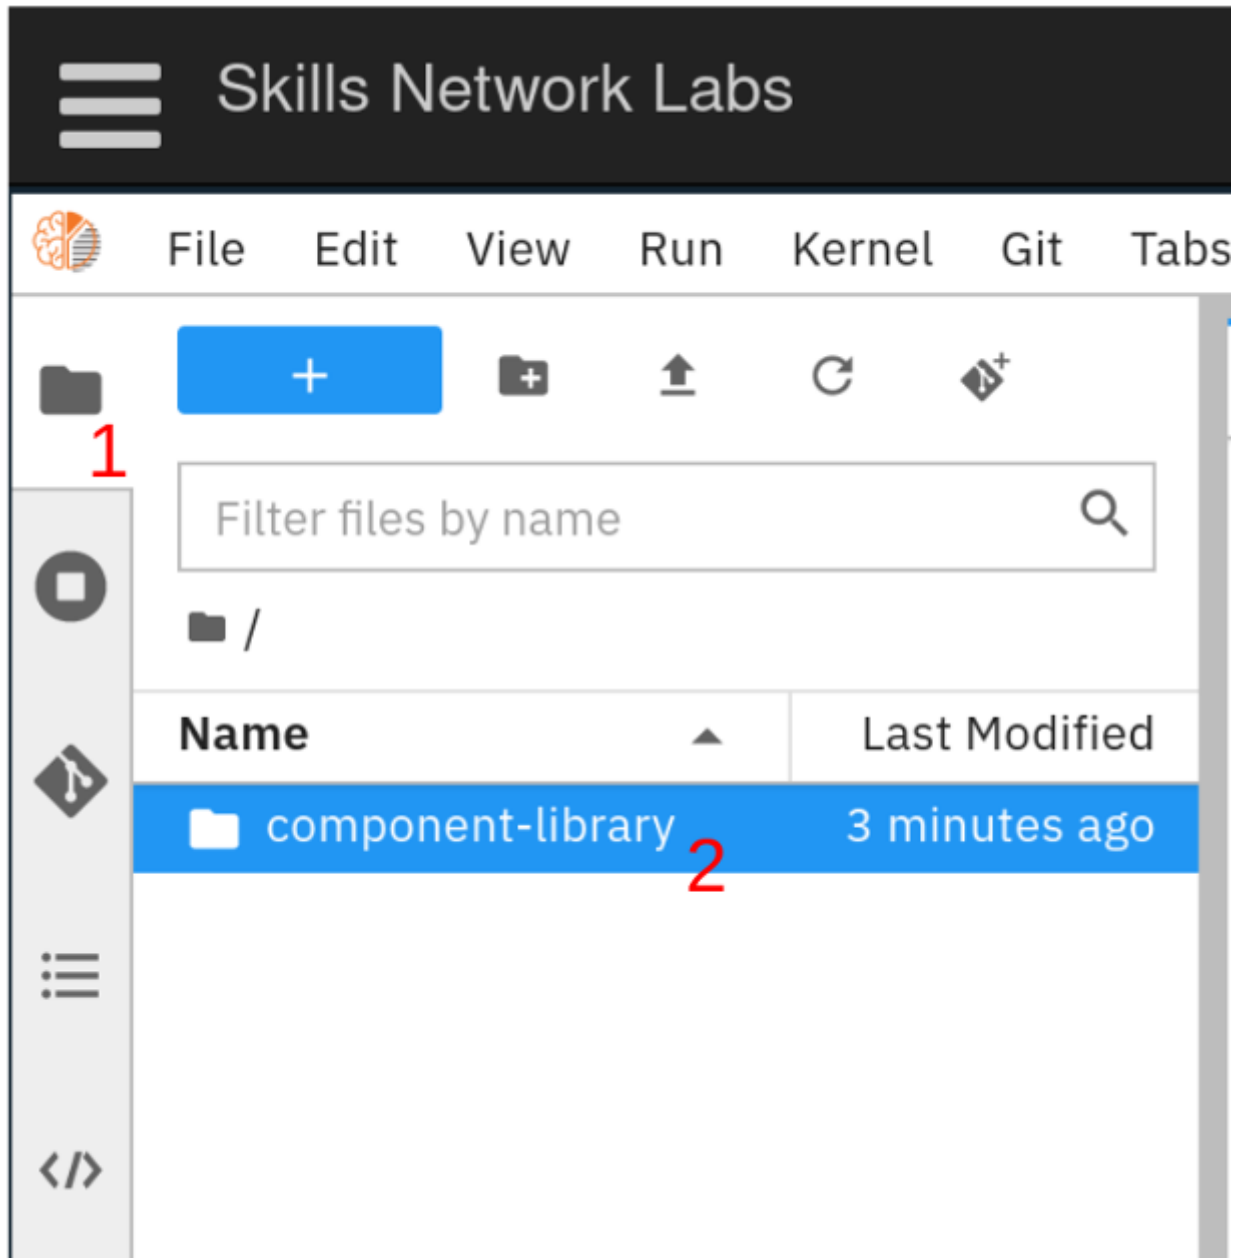 Skills Network Labs
File Edit View Run Kernel Git Tabs
+
1
Filter files by name
/
Name Last Modified
component-library 3 minutes ago
2